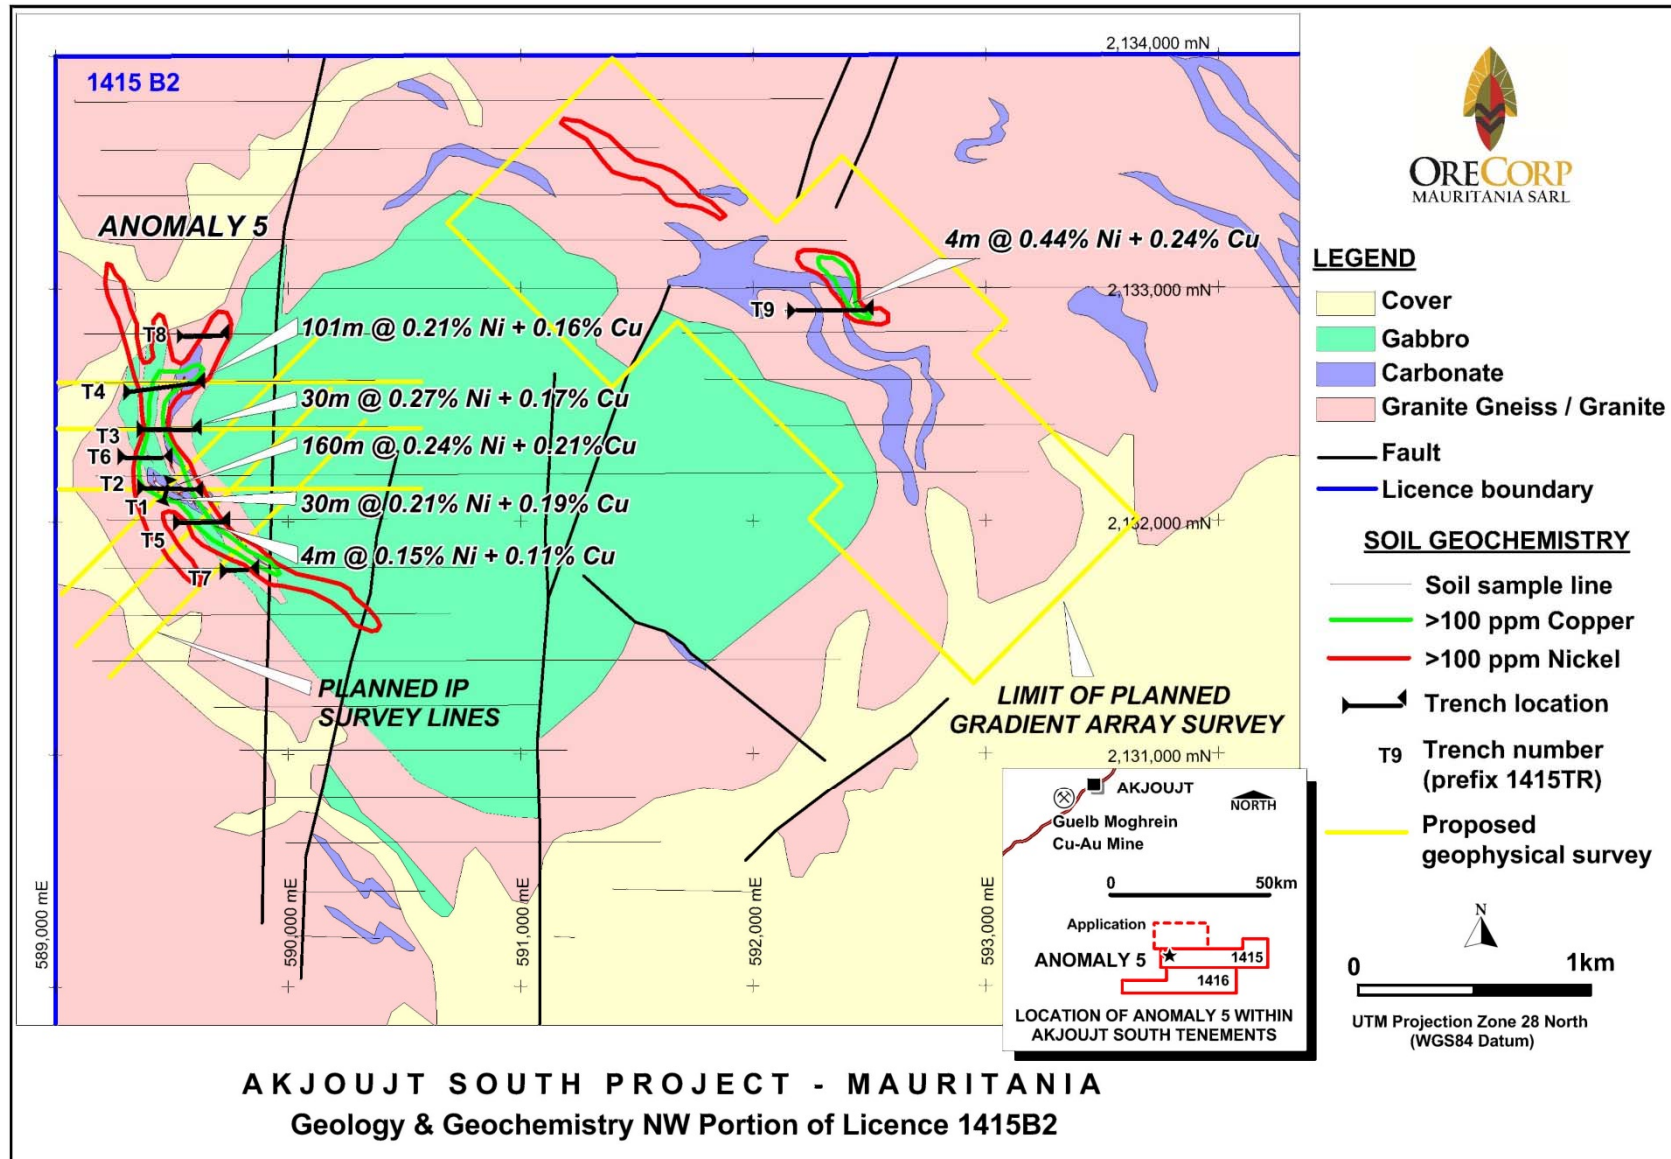 2,134,000 mN
1415 B2
ANOMALY 5
4m @ 0.44% Ni + 0.24% Cu
2,133,000 mN
T9
T8
101m @ 0.21% Ni + 0.16% Cu
T4
30m @ 0.27% Ni + 0.17% Cu
T3
T6
160m @ 0.24% Ni + 0.21%Cu
T2
T1
30m @ 0.21% Ni + 0.19% Cu
2,132,000 mN
T5
4m @ 0.15% Ni + 0.11% Cu
T7
PLANNED IP
SURVEY LINES
LIMIT OF PLANNED
GRADIENT ARRAY SURVEY
2,131,000 mN
589,000 mE
590,000 mE
591,000 mE
592,000 mE
593,000 mE
AKJOUJT
NORTH
Guelb Moghrein
Cu-Au Mine
0 50km
Application
ANOMALY 5
1415
1416
LOCATION OF ANOMALY 5 WITHIN
AKJOUJT SOUTH TENEMENTS
ORECORP
MAURITANIA SARL
LEGEND
Cover
Gabbro
Carbonate
Granite Gneiss / Granite
Fault
Licence boundary
SOIL GEOCHEMISTRY
Soil sample line
>100 ppm Copper
>100 ppm Nickel
Trench location
T9 Trench number
(prefix 1415TR)
Proposed
geophysical survey
N
0 1km
UTM Projection Zone 28 North
(WGS84 Datum)
AKJOUJT SOUTH PROJECT - MAURITANIA
Geology & Geochemistry NW Portion of Licence 1415B2